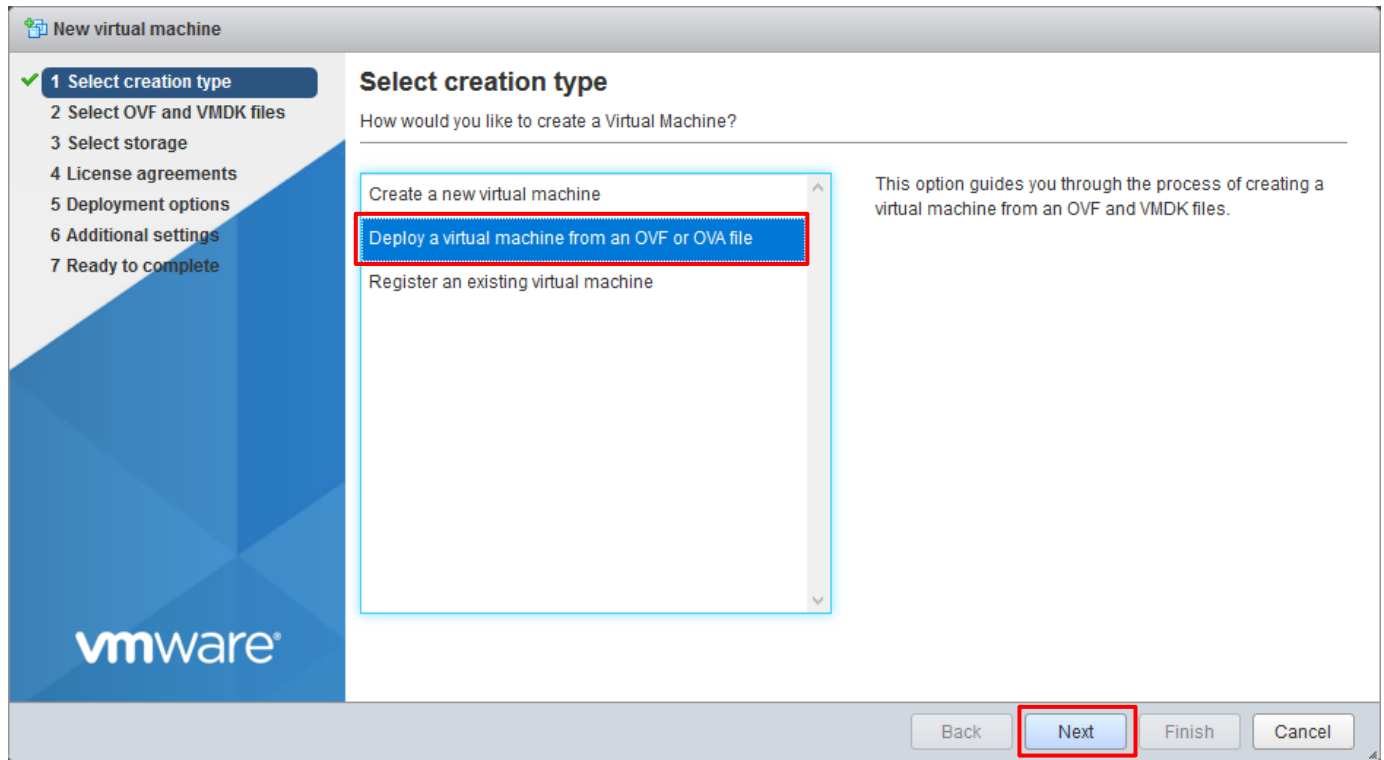 New virtual machine
1 Select creation type
2 Select OVF and VMDK files
3 Select storage
4 License agreements
5 Deployment options
6 Additional settings
7 Ready to complete
vmware®
Select creation type
How would you like to create a Virtual Machine?
Create a new virtual machine
Deploy a virtual machine from an OVF or OVA file
Register an existing virtual machine
This option guides you through the process of creating a
virtual machine from an OVF and VMDK files.
Back
Next
Finish
Cancel